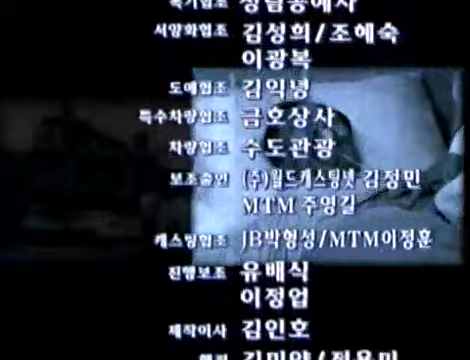 서양화협조 김성희/조혜숙
이광복
도예협조 김익녕
특수차량협조 금호상사
차량협조 수도관광
보조출연 (주)월드캐스팅넷 김정민
MTM 주영길
캐스팅협조 JB박형성/MTM이정훈
진행보조 유배식
이정업
제작이사 김인호